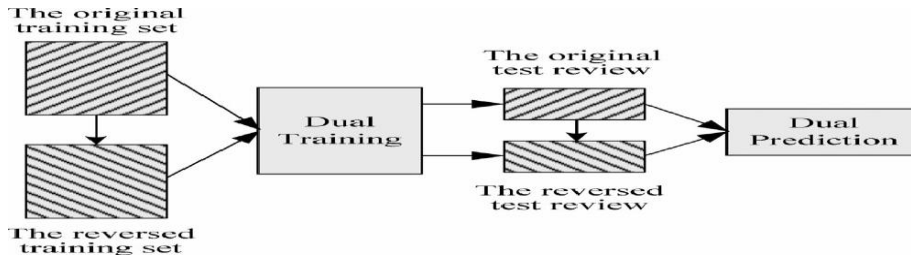 The original
training set
The reversed
training set
Dual
Training
The original
test review
The reversed
test review
Dual
Prediction